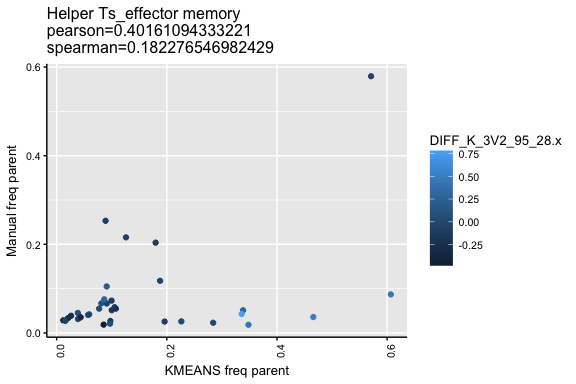 Helper Ts_effector memory
pearson=0.40161094333221
spearman=0.182276546982429
0.6
0.4
0.2
0.0
Manual freq parent
0.0
0.2
0.4
0.6
KMEANS freq parent
DIFF_K_3V2_95_28.x
0.75
0.50
0.25
0.00
-0.25